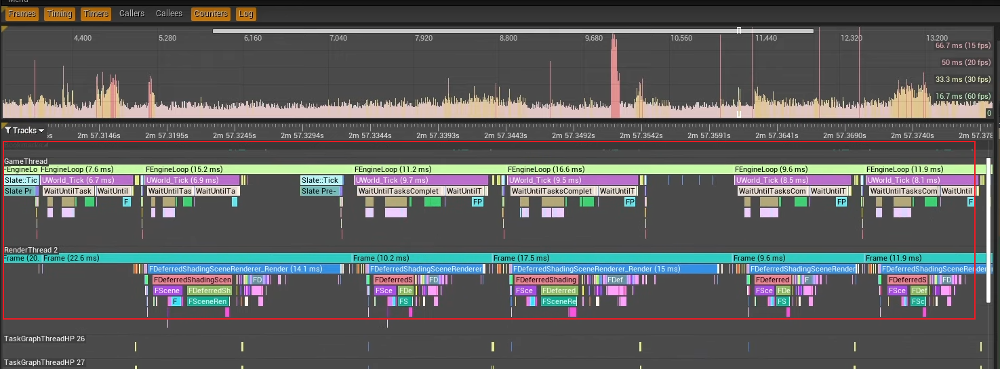 Menu
Frames Timing Timers Callers Callees Counters Log
4,400 5,280 6,160 7,040 7,920 8,800 9,680 10,560 11,440 12,320 13,200
66.7 ms (15 fps)
50 ms (20 fps)
33.3 ms (30 fps)
16.7 ms (60 fps)
0
Tracks
2m 57.3146s 2m 57.3195s 2m 57.3245s 2m 57.3294s 2m 57.3344s 2m 57.3393s 2m 57.3443s 2m 57.3492s 2m 57.3542s 2m 57.3591s 2m 57.3640s 2m 57.3690s 2m 57.3740s 2m 57.378
Bookmarks
GameThread
FEngineLo FEngineLoop (7.6 ms) FEngineLoop (15.2 ms) FEngineLoop (11.2 ms) FEngineLoop (16.6 ms) FEngineLoop (9.6 ms) FEngineLoop (11.9 ms)
Slate::Tic UWorld_Tick (6.7 ms) UWorld_Tick (6.9 ms) Slate::Tick UWorld_Tick (9.7 ms) UWorld_Tick (9.5 ms) UWorld_Tick (8.5 ms) UWorld_Tick (8.1 ms)
Slate Pr WaitUntilTask WaitUntil WaitUntilTas WaitUntilTa Slate Pre- WaitUntilTasksComplet WaitUntilT WaitUntilTasksComplet WaitUntilT WaitUntilTasksCom WaitUntilT WaitUntilTasksCom WaitUntil
F FP FP FP F
RenderThread 2
Frame (20. Frame (22.6 ms) Frame (10.2 ms) Frame (17.5 ms) Frame (9.6 ms) Frame (11.9 ms)
FDeferredShadingSceneRenderer_Render (14.1 ms) FDeferredShadingSceneRenderer FDeferredShadingSceneRenderer_Render (15 ms) FDeferredShadingSceneRender FDeferredShadingSceneRender
FDeferredShadingScen FD FDeferredS FD FDeferredShading FDef FDeferred F FDeferredS FD
FScene FDeferredSh FSce FDe FSce FDeferred FSce FDe FSce FDef
F FSceneRen FS FSceneRe FS FSc
TaskGraphThreadHP 26
TaskGraphThreadHP 27